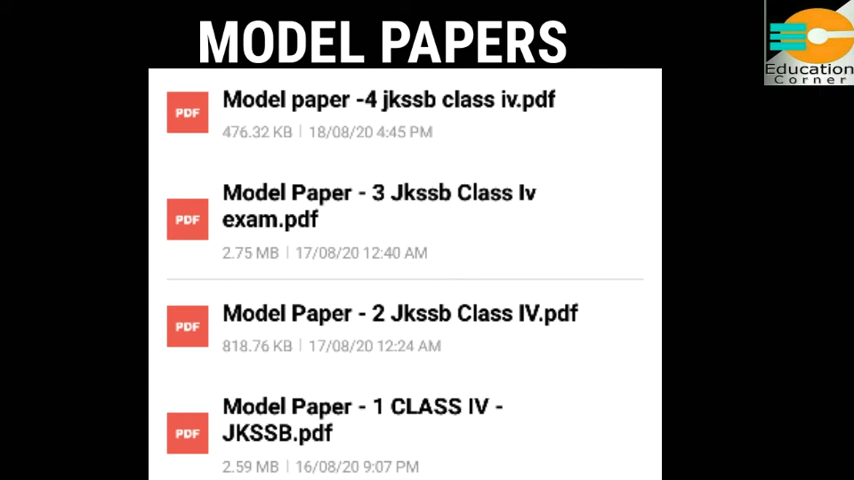 MODEL PAPERS
Education
Corner
PDF
Model paper -4 jkssb class iv.pdf
476.32 KB | 18/08/20 4:45 PM
PDF
Model Paper - 3 Jkssb Class Iv
exam.pdf
2.75 MB | 17/08/20 12:40 AM
PDF
Model Paper - 2 Jkssb Class IV.pdf
818.76 KB | 17/08/20 12:24 AM
PDF
Model Paper - 1 CLASS IV -
JKSSB.pdf
2.59 MB | 16/08/20 9:07 PM